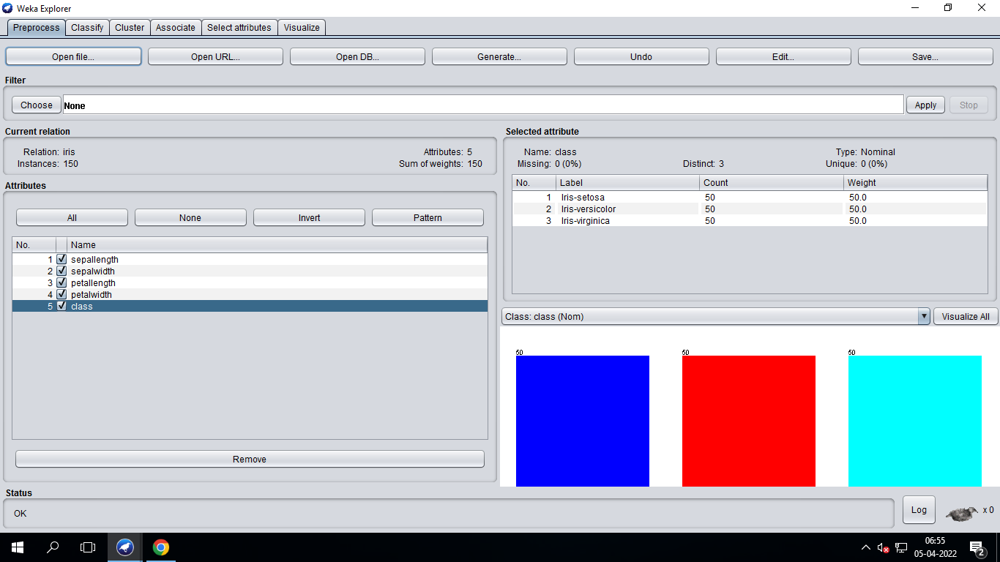 Weka Explorer
Preprocess Classify Cluster Associate Select attributes Visualize
Open file... Open URL... Open DB... Generate... Undo Edit... Save...
Filter
Choose None Apply Stop
Current relation
Relation: iris Attributes: 5
Instances: 150 Sum of weights: 150
Attributes
All None Invert Pattern
No. Name
1 sepallength
2 sepalwidth
3 petallength
4 petalwidth
5 class
Remove
Selected attribute
Name: class Type: Nominal
Missing: 0 (0%) Distinct: 3 Unique: 0 (0%)
No. Label Count Weight
1 Iris-setosa 50 50.0
2 Iris-versicolor 50 50.0
3 Iris-virginica 50 50.0
Class: class (Nom) Visualize All
50 50 50
Status
OK Log x 0
06:55
05-04-2022
2